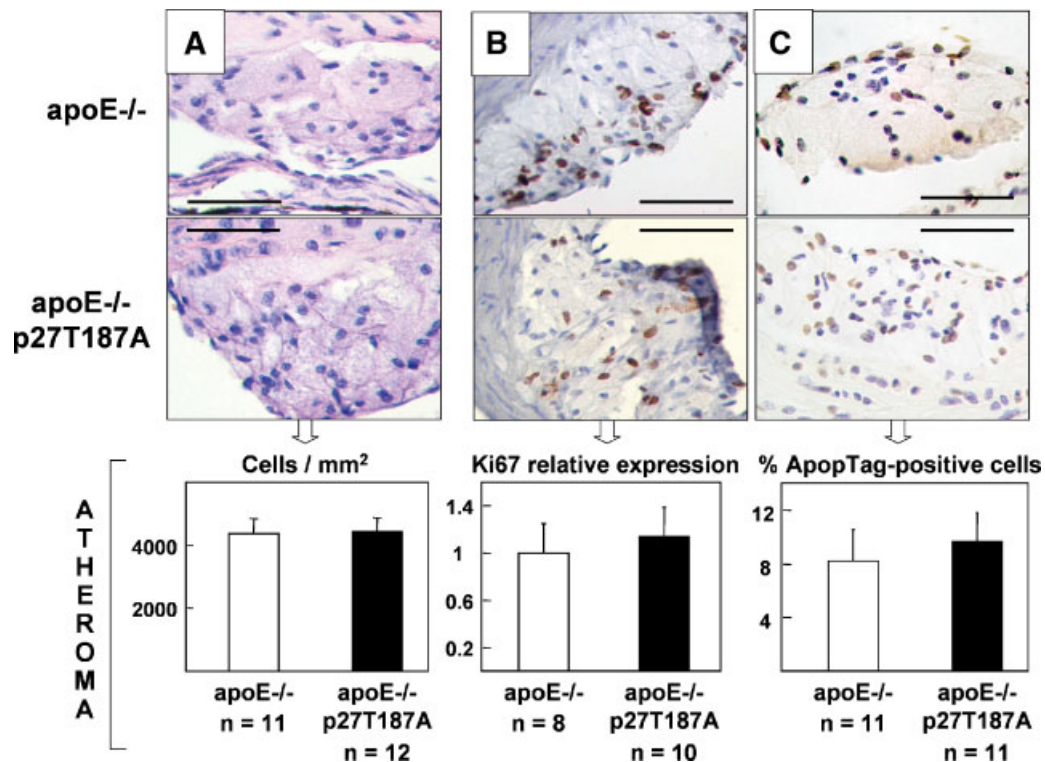 A
B
C
apoE-/-
apoE-/-
p27T187A
Cells / mm²
Ki67 relative expression
% ApopTag-positive cells
ATHEROMA
4000
2000
1.4
1
0.6
0.2
12
8
4
apoE-/-
n = 11
apoE-/-
p27T187A
n = 12
apoE-/-
n = 8
apoE-/-
p27T187A
n = 10
apoE-/-
n = 11
apoE-/-
p27T187A
n = 11